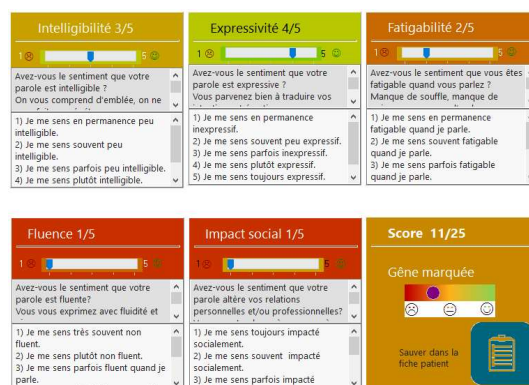 Intelligibilité 3/5
1 5
Avez-vous le sentiment que votre
parole est intelligible ?
On vous comprend d'emblée, on ne
1) Je me sens en permanence peu
intelligible.
2) Je me sens souvent peu
intelligible.
3) Je me sens parfois peu intelligible.
4) Je me sens plutôt intelligible.
Expressivité 4/5
1 5
Avez-vous le sentiment que votre
parole est expressive ?
Vous parvenez bien à traduire vos
1) Je me sens en permanence
inexpressif.
2) Je me sens souvent peu expressif.
3) Je me sens parfois inexpressif.
4) Je me sens plutôt expressif.
5) Je me sens toujours expressif.
Fatigabilité 2/5
1 5
Avez-vous le sentiment que vous êtes
fatigable quand vous parlez ?
Manque de souffle, manque de
1) Je me sens en permanence
fatigable quand je parle.
2) Je me sens souvent fatigable
quand je parle.
3) Je me sens parfois fatigable
quand je parle.
Fluence 1/5
1 5
Avez-vous le sentiment que votre
parole est fluente?
Vous vous exprimez avec fluidité et
1) Je me sens très souvent non
fluent.
2) Je me sens plutôt non fluent.
3) Je me sens parfois fluent quand je
parle.
Impact social 1/5
1 5
Avez-vous le sentiment que votre
parole altère vos relations
personnelles et/ou professionnelles?
1) Je me sens toujours impacté
socialement.
2) Je me sens souvent impacté
socialement.
3) Je me sens parfois impacté
Score 11/25
Gêne marquée
Sauver dans la
fiche patient